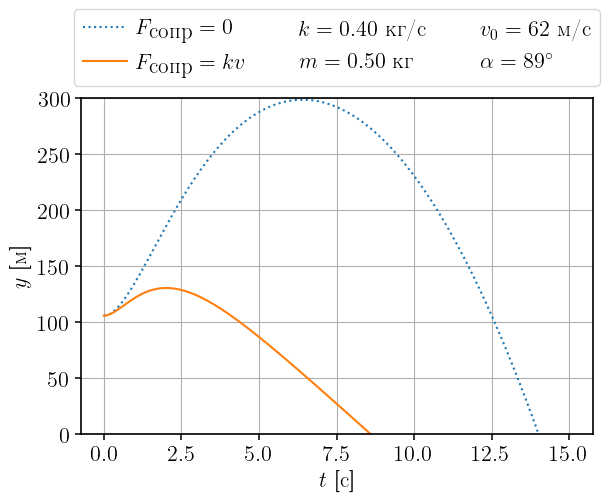 F_сопр = 0 k = 0.40 кг/с v_0 = 62 м/с
F_сопр = kv m = 0.50 кг α = 89°
300
250
200
150
100
50
0
y [м]
0.0 2.5 5.0 7.5 10.0 12.5 15.0
t [с]